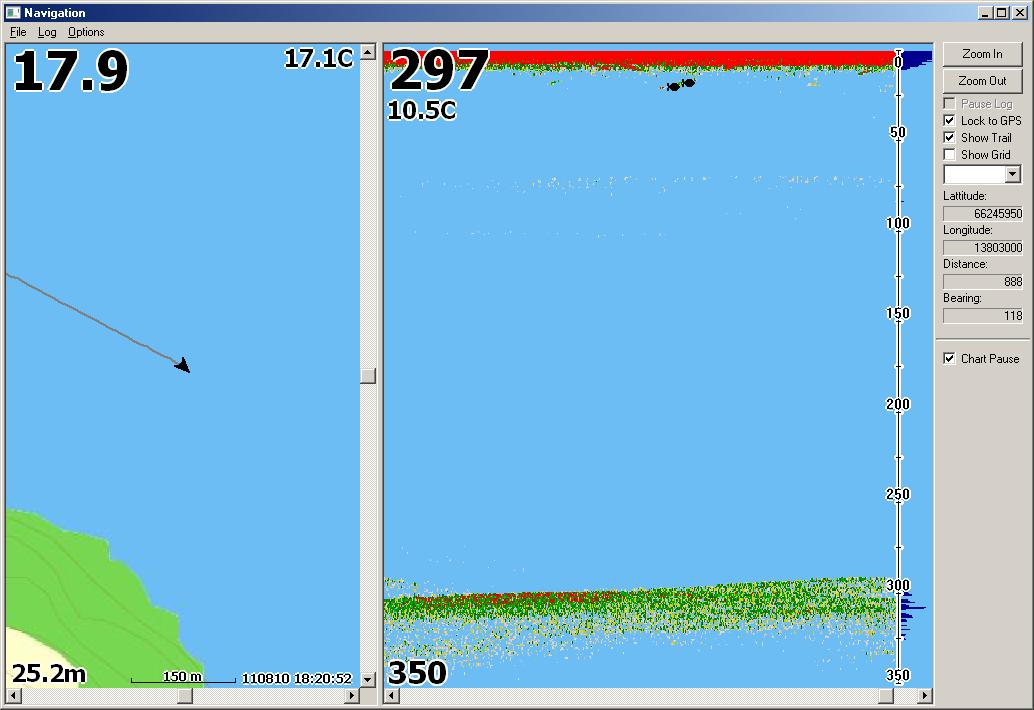 Navigation
File Log Options
17.9
17.1C
25.2m
150 m
110810 18:20:52
297
10.5C
0
50
100
150
200
250
300
350
350
Zoom In
Zoom Out
Pause Log
Lock to GPS
Show Trail
Show Grid
Lattitude:
66245950
Longitude:
13803000
Distance:
888
Bearing:
118
Chart Pause